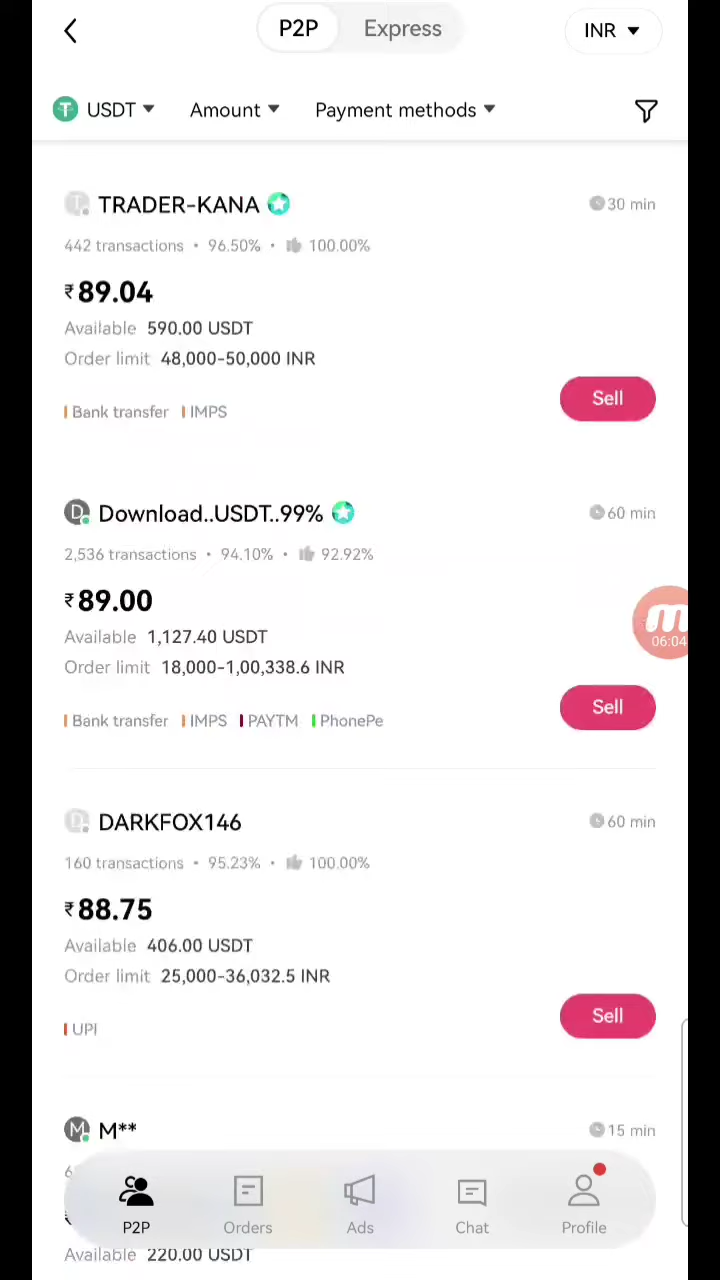 P2P Express INR
USDT Amount Payment methods
TRADER-KANA 30 min
442 transactions • 96.50% • 100.00%
₹89.04
Available 590.00 USDT
Order limit 48,000-50,000 INR
Sell
Bank transfer IMPS
D Download..USDT..99% 60 min
2,536 transactions • 94.10% • 92.92%
₹89.00
Available 1,127.40 USDT
06:04
Order limit 18,000-1,00,338.6 INR
Sell
Bank transfer IMPS PAYTM PhonePe
D DARKFOX146 60 min
160 transactions • 95.23% • 100.00%
₹88.75
Available 406.00 USDT
Order limit 25,000-36,032.5 INR
Sell
UPI
M M** 15 min
P2P Orders Ads Chat Profile
Available 220.00 USDT